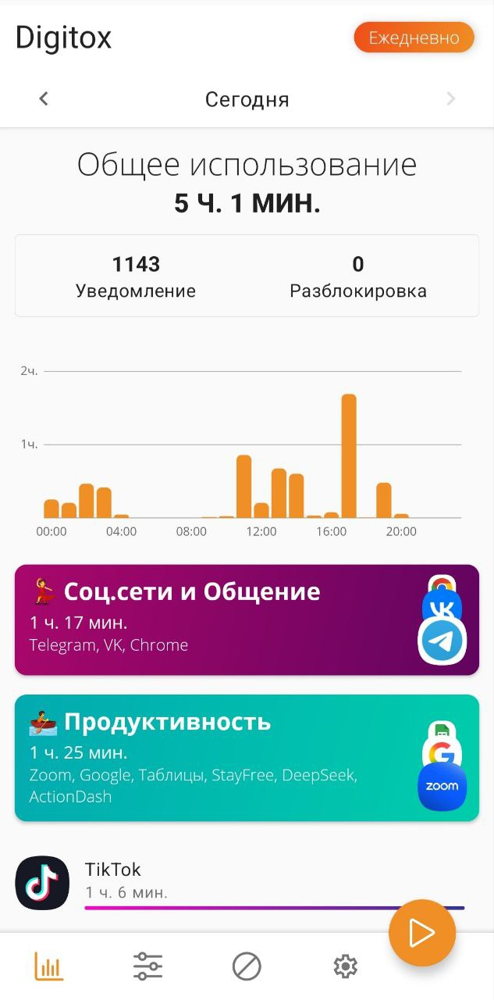 Digitox
Ежедневно
Сегодня
Общее использование
5 Ч. 1 МИН.
1143
0
Уведомление
Разблокировка
2ч.
1ч.
00:00 04:00 08:00 12:00 16:00 20:00
Соц.сети и Общение
1 ч. 17 мин.
Telegram, VK, Chrome
Продуктивность
1 ч. 25 мин.
Zoom, Google, Таблицы, StayFree, DeepSeek,
ActionDash
zoom
TikTok
1 ч. 6 мин.